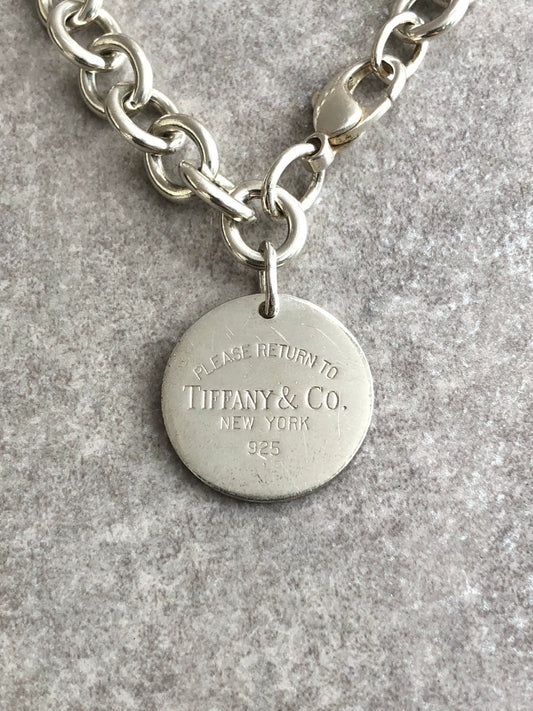 PLEASE RETURN TO
TIFFANY & CO.
NEW YORK
925